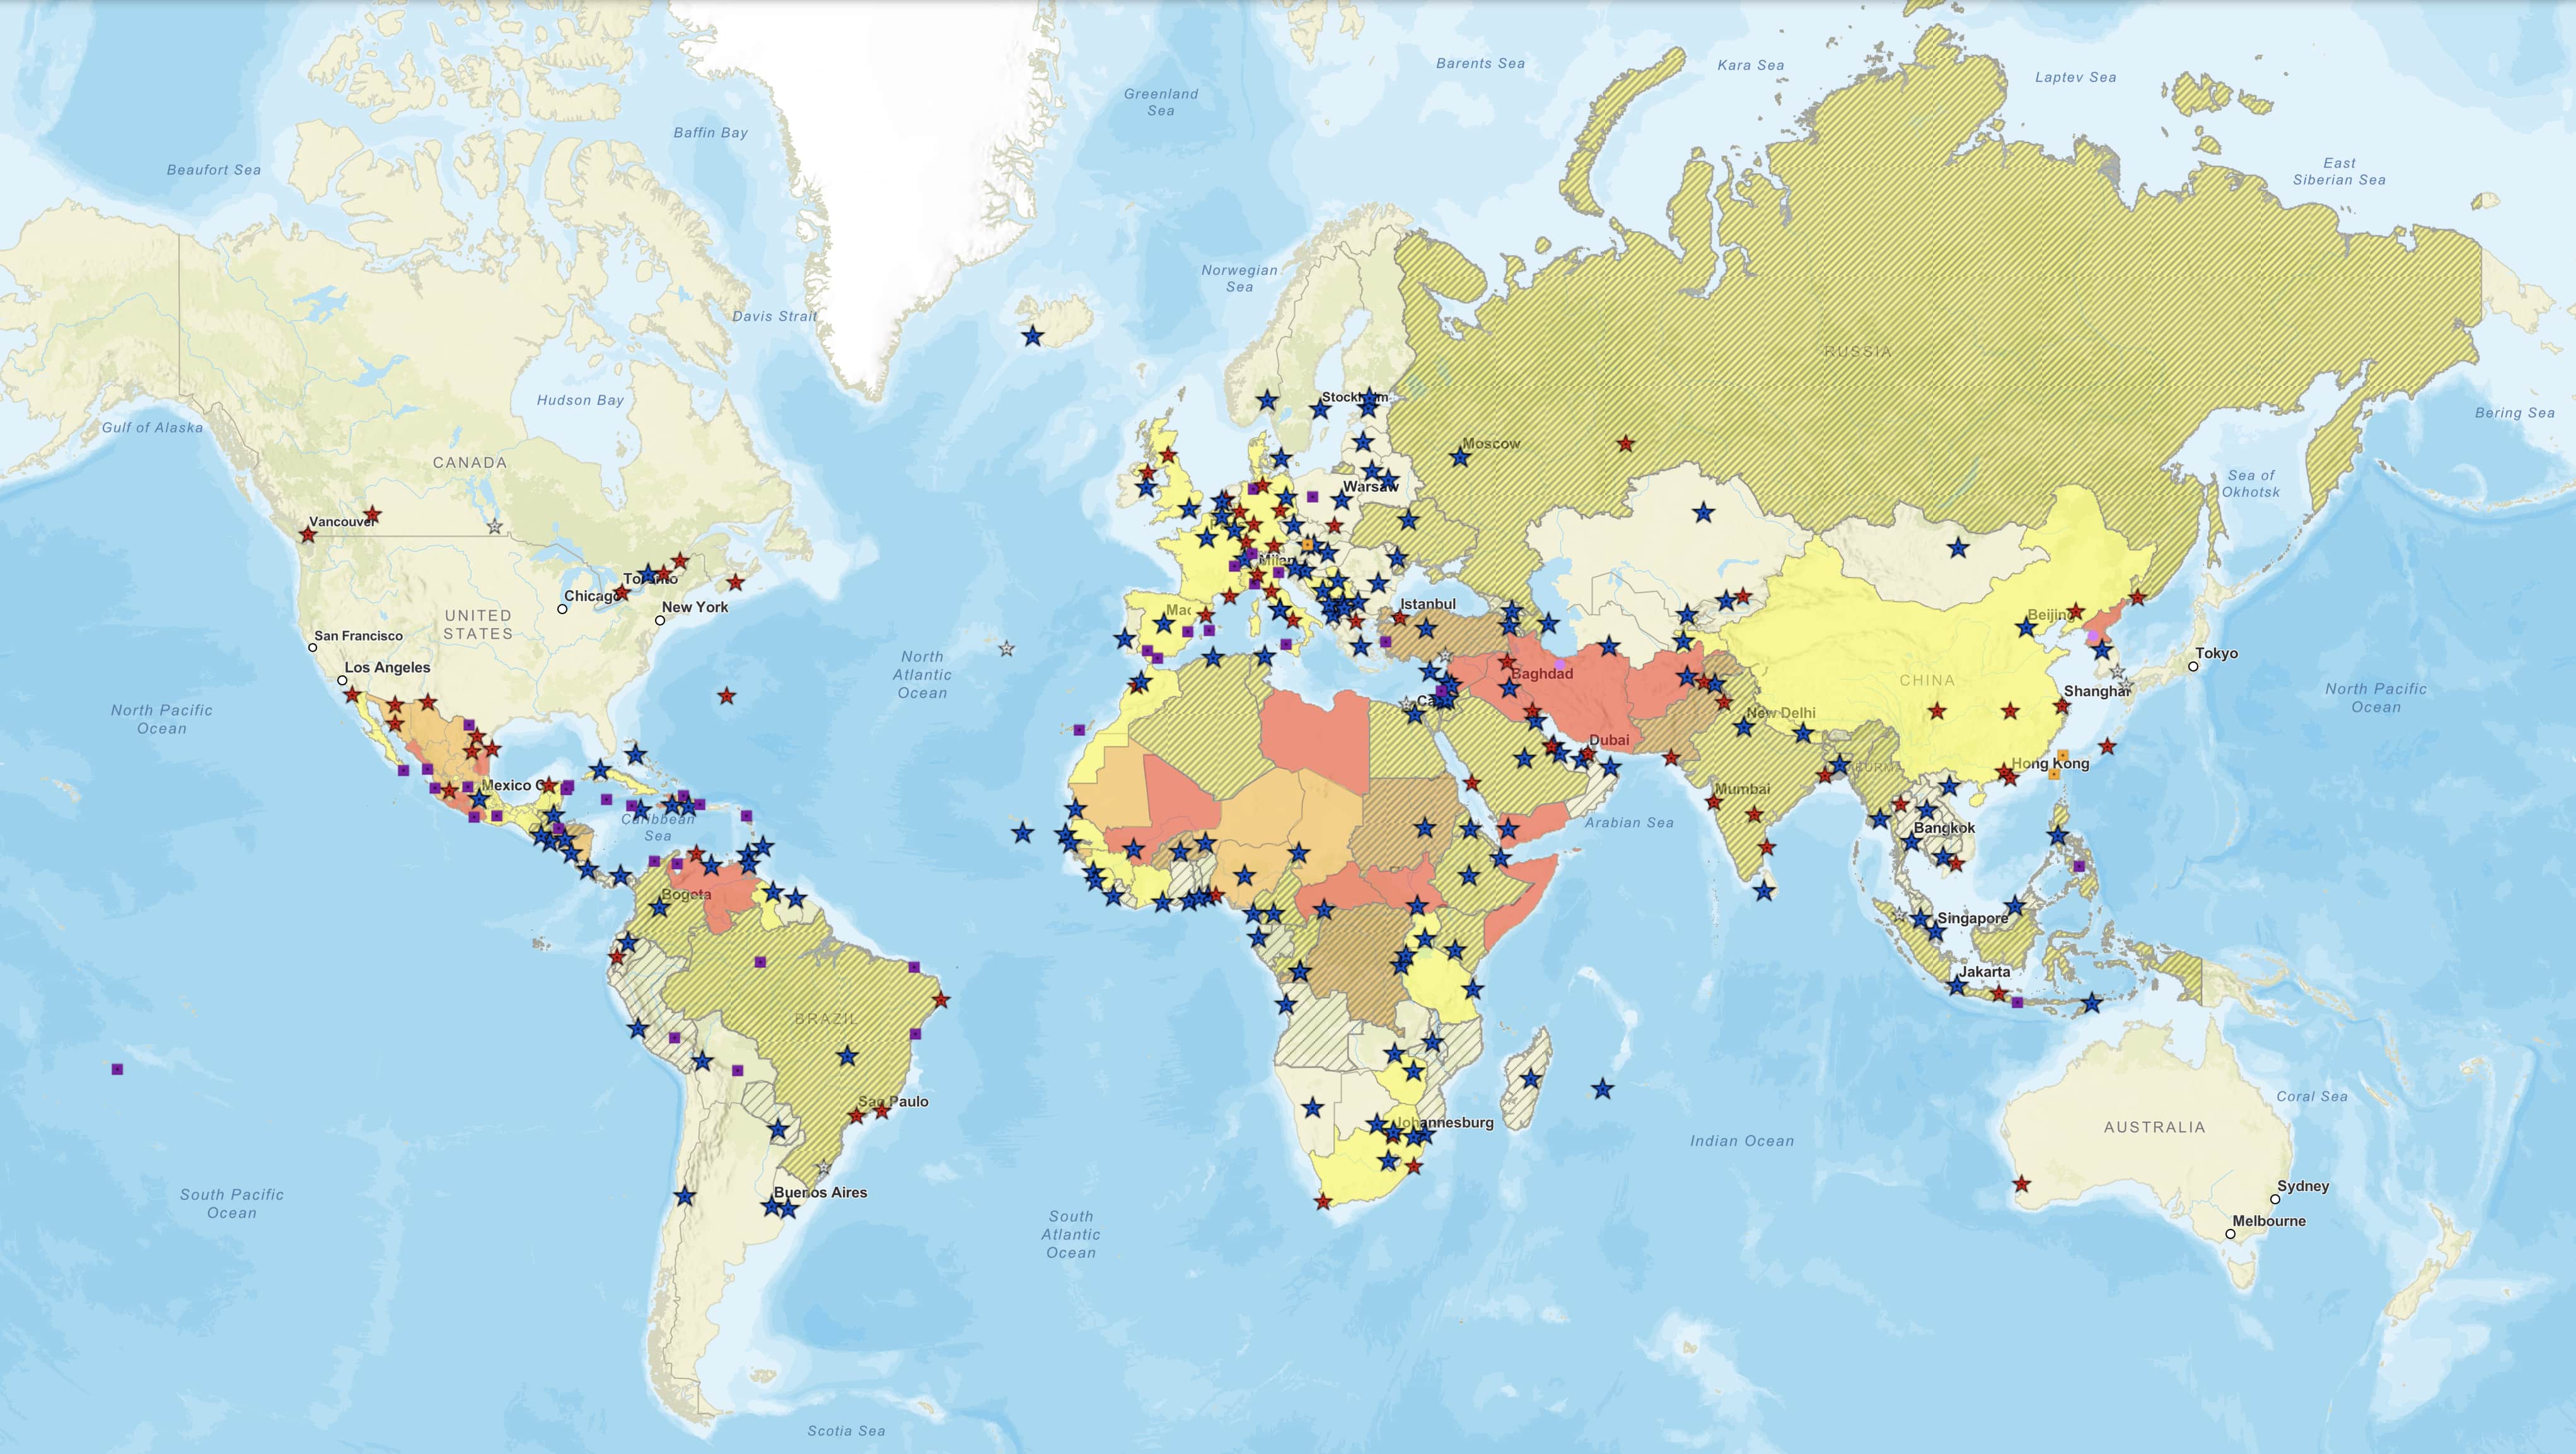 Barents Sea
Kara Sea
Laptev Sea
Greenland
Sea
Baffin Bay
Beaufort Sea
East
Siberian Sea
Norwegian
Sea
Davis Strait
RUSSIA
Hudson Bay
Stockholm
Gulf of Alaska
Bering Sea
Moscow
CANADA
Sea of
Okhotsk
Warsaw
Vancouver
Milan
Toronto
Chicago
New York
Istanbul
UNITED
STATES
Mad
Beijing
San Francisco
Tokyo
North
Atlantic
Ocean
Los Angeles
Baghdad
CHINA
Shanghai
North Pacific
Ocean
North Pacific
Ocean
Ca
New Delhi
Dubai
Hong Kong
BURMA
Mexico C
Mumbai
Caribbean
Sea
Arabian Sea
Bangkok
Bogota
Singapore
Jakarta
BRAZIL
Coral Sea
Sao Paulo
Johannesburg
AUSTRALIA
Indian Ocean
South Pacific
Ocean
Buenos Aires
Sydney
South
Atlantic
Ocean
Melbourne
Scotia Sea